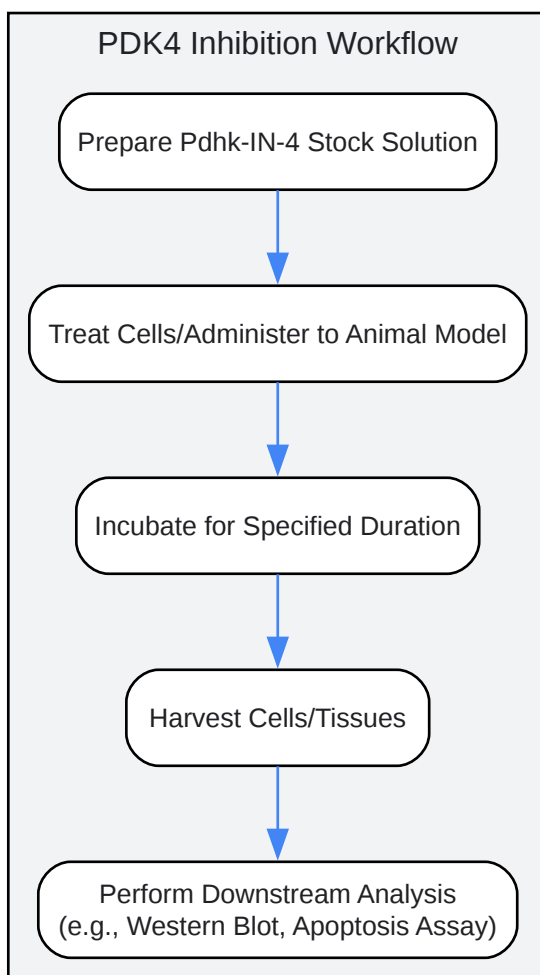 PDK4 Inhibition Workflow
Prepare Pdhk-IN-4 Stock Solution
Treat Cells/Administer to Animal Model
Incubate for Specified Duration
Harvest Cells/Tissues
Perform Downstream Analysis
(e.g., Western Blot, Apoptosis Assay)